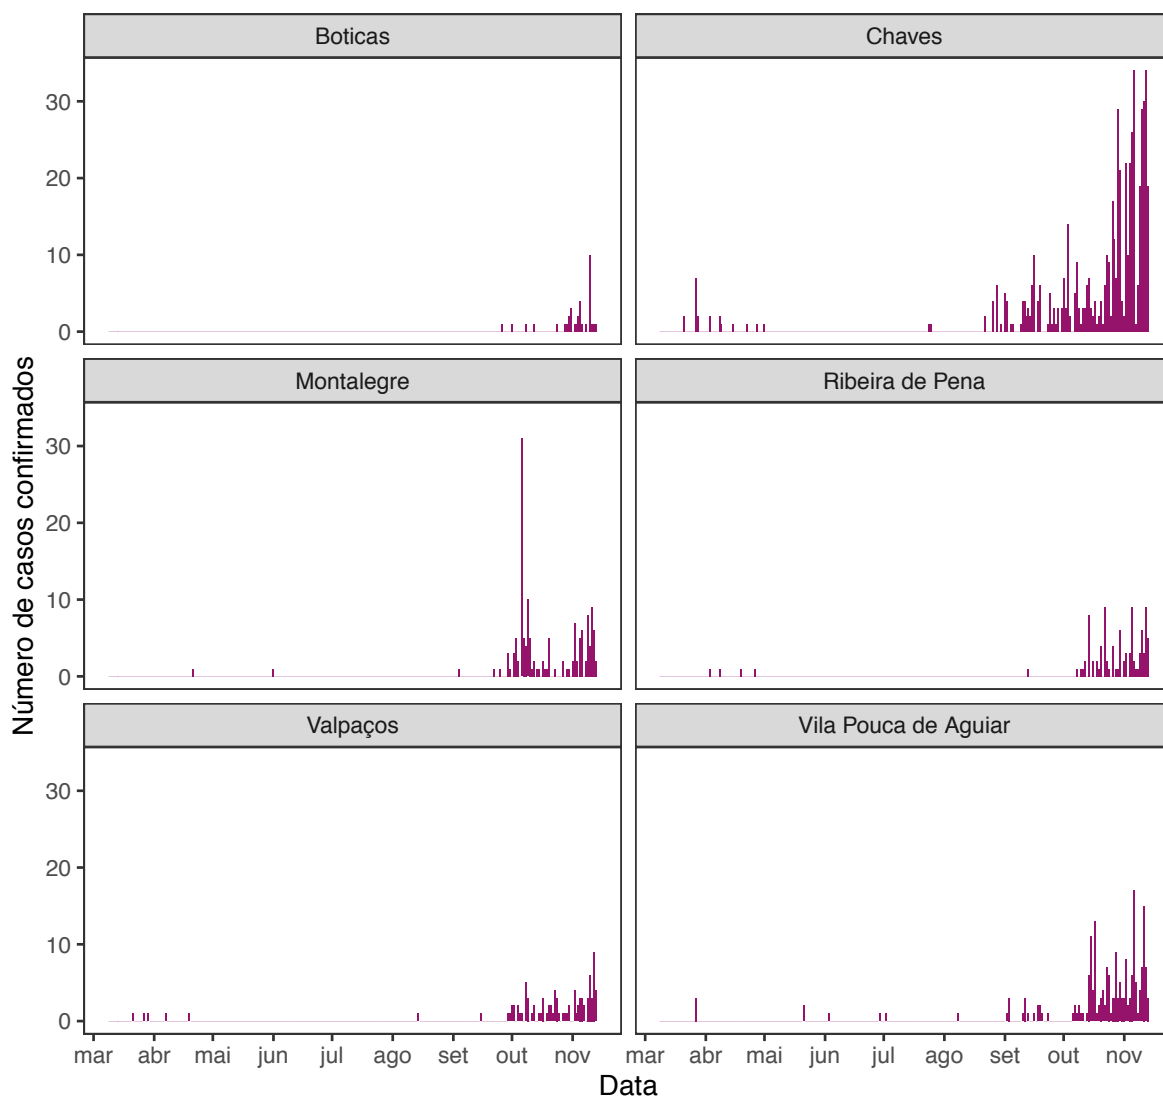 Boticas
Chaves
30
20
10
0
Montalegre
Ribeira de Pena
30
20
10
0
Valpaços
Vila Pouca de Aguiar
30
20
10
0
mar abr mai jun jul ago set out nov
mar abr mai jun jul ago set out nov
Data
Número de casos confirmados